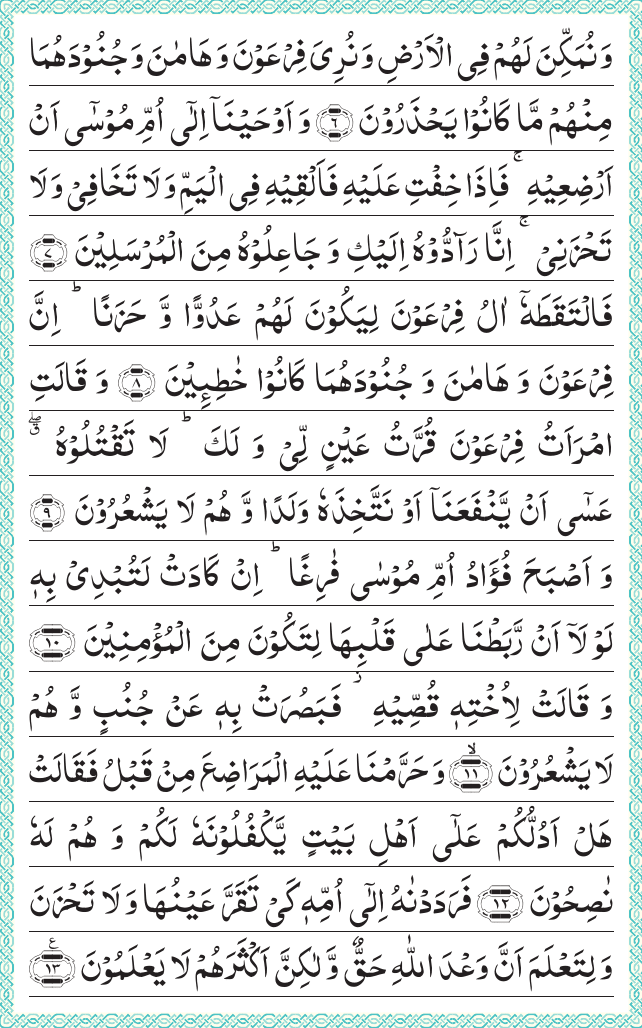 وَنُمَكِّنَ لَهُمْ فِی الْاَرْضِ وَنُرِیَ فِرْعَوْنَ وَهَامٰنَ وَجُنُوْدَهُمَا
مِنْهُمْ مَّا كَانُوْا یَحْذَرُوْنَ ﴿٦﴾ وَ اَوْحَیْنَاۤ اِلٰۤی اُمِّ مُوْسٰۤی اَنْ
اَرْضِعِیْهِ ۚ فَاِذَا خِفْتِ عَلَیْهِ فَاَلْقِیْهِ فِی الْیَمِّ وَلَا تَخَافِیْ وَلَا
تَحْزَنِیْ ۚ اِنَّا رَآدُّوْهُ اِلَیْكِ وَ جَاعِلُوْهُ مِنَ الْمُرْسَلِیْنَ ﴿٧﴾
فَالْتَقَطَهٗۤ اٰلُ فِرْعَوْنَ لِیَكُوْنَ لَهُمْ عَدُوًّا وَّ حَزَنًا ؕ اِنَّ
فِرْعَوْنَ وَ هَامٰنَ وَ جُنُوْدَهُمَا كَانُوْا خٰطِـِٕیْنَ ﴿٨﴾ وَ قَالَتِ
امْرَاَتُ فِرْعَوْنَ قُرَّتُ عَیْنٍ لِّیْ وَ لَكَ ؕ لَا تَقْتُلُوْهُ ۖۗ
عَسٰۤی اَنْ یَّنْفَعَنَاۤ اَوْ نَتَّخِذَهٗ وَلَدًا وَّ هُمْ لَا یَشْعُرُوْنَ ﴿٩﴾
وَ اَصْبَحَ فُؤَادُ اُمِّ مُوْسٰی فٰرِغًا ؕ اِنْ كَادَتْ لَتُبْدِیْ بِهٖ
لَوْ لَاۤ اَنْ رَّبَطْنَا عَلٰی قَلْبِهَا لِتَكُوْنَ مِنَ الْمُؤْمِنِیْنَ ﴿١٠﴾
وَ قَالَتْ لِاُخْتِهٖ قُصِّیْهِ ؗ فَبَصُرَتْ بِهٖ عَنْ جُنُبٍ وَّ هُمْ
لَا یَشْعُرُوْنَ ﴿١١﴾ۙ وَحَرَّمْنَا عَلَیْهِ الْمَرَاضِعَ مِنْ قَبْلُ فَقَالَتْ
هَلْ اَدُلُّكُمْ عَلٰۤی اَهْلِ بَیْتٍ یَّكْفُلُوْنَهٗ لَكُمْ وَ هُمْ لَهٗ
نٰصِحُوْنَ ﴿١٢﴾ فَرَدَدْنٰهُ اِلٰۤی اُمِّهٖ كَیْ تَقَرَّ عَیْنُهَا وَلَا تَحْزَنَ
وَ لِتَعْلَمَ اَنَّ وَعْدَ اللّٰهِ حَقٌّ وَّ لٰكِنَّ اَكْثَرَهُمْ لَا یَعْلَمُوْنَ ﴿١٣﴾ ع